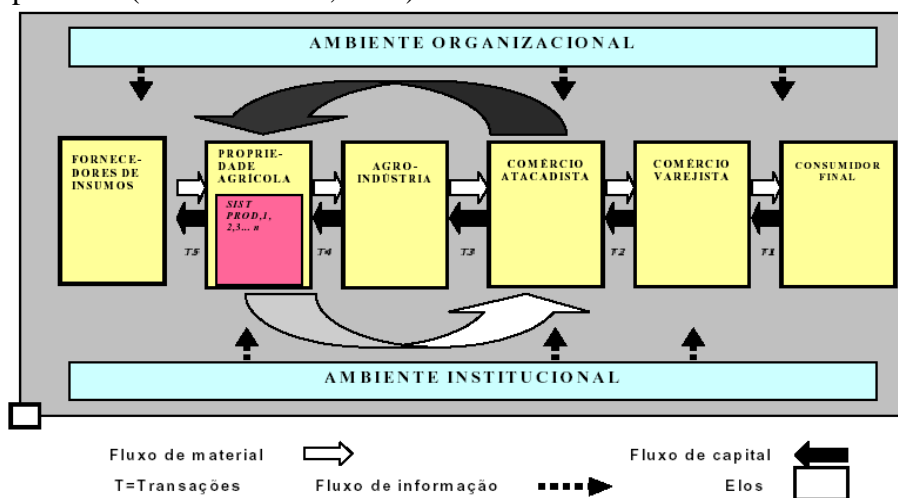 AMBIENTE ORGANIZACIONAL
FORNECE-
DORES DE
INSUMOS
PROPRIE-
DADE
AGRÍCOLA
SIST
PROD,1,
2,3... n
AGRO-
INDÚSTRIA
COMÉRCIO
ATACADISTA
COMÉRCIO
VAREJISTA
CONSUMIDOR
FINAL
T5
T4
T3
T2
T1
AMBIENTE INSTITUCIONAL
Fluxo de material
Fluxo de capital
T=Transações
Fluxo de informação
Elos